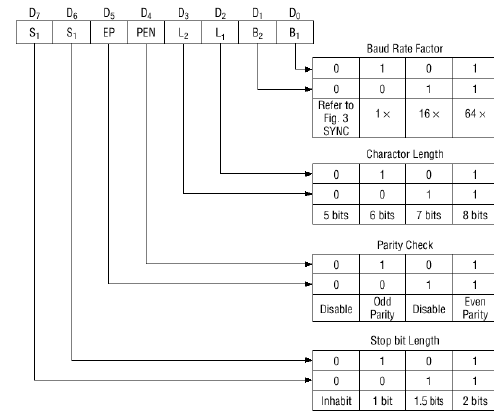 D7 D6 D5 D4 D3 D2 D1 D0
S1 S1 EP PEN L2 L1 B2 B1
Baud Rate Factor
0 1 0 1
0 0 1 1
Refer to Fig. 3 SYNC 1 × 16 × 64 ×
Charactor Length
0 1 0 1
0 0 1 1
5 bits 6 bits 7 bits 8 bits
Parity Check
0 1 0 1
0 0 1 1
Disable Odd Parity Disable Even Parity
Stop bit Length
0 1 0 1
0 0 1 1
Inhabit 1 bit 1.5 bits 2 bits